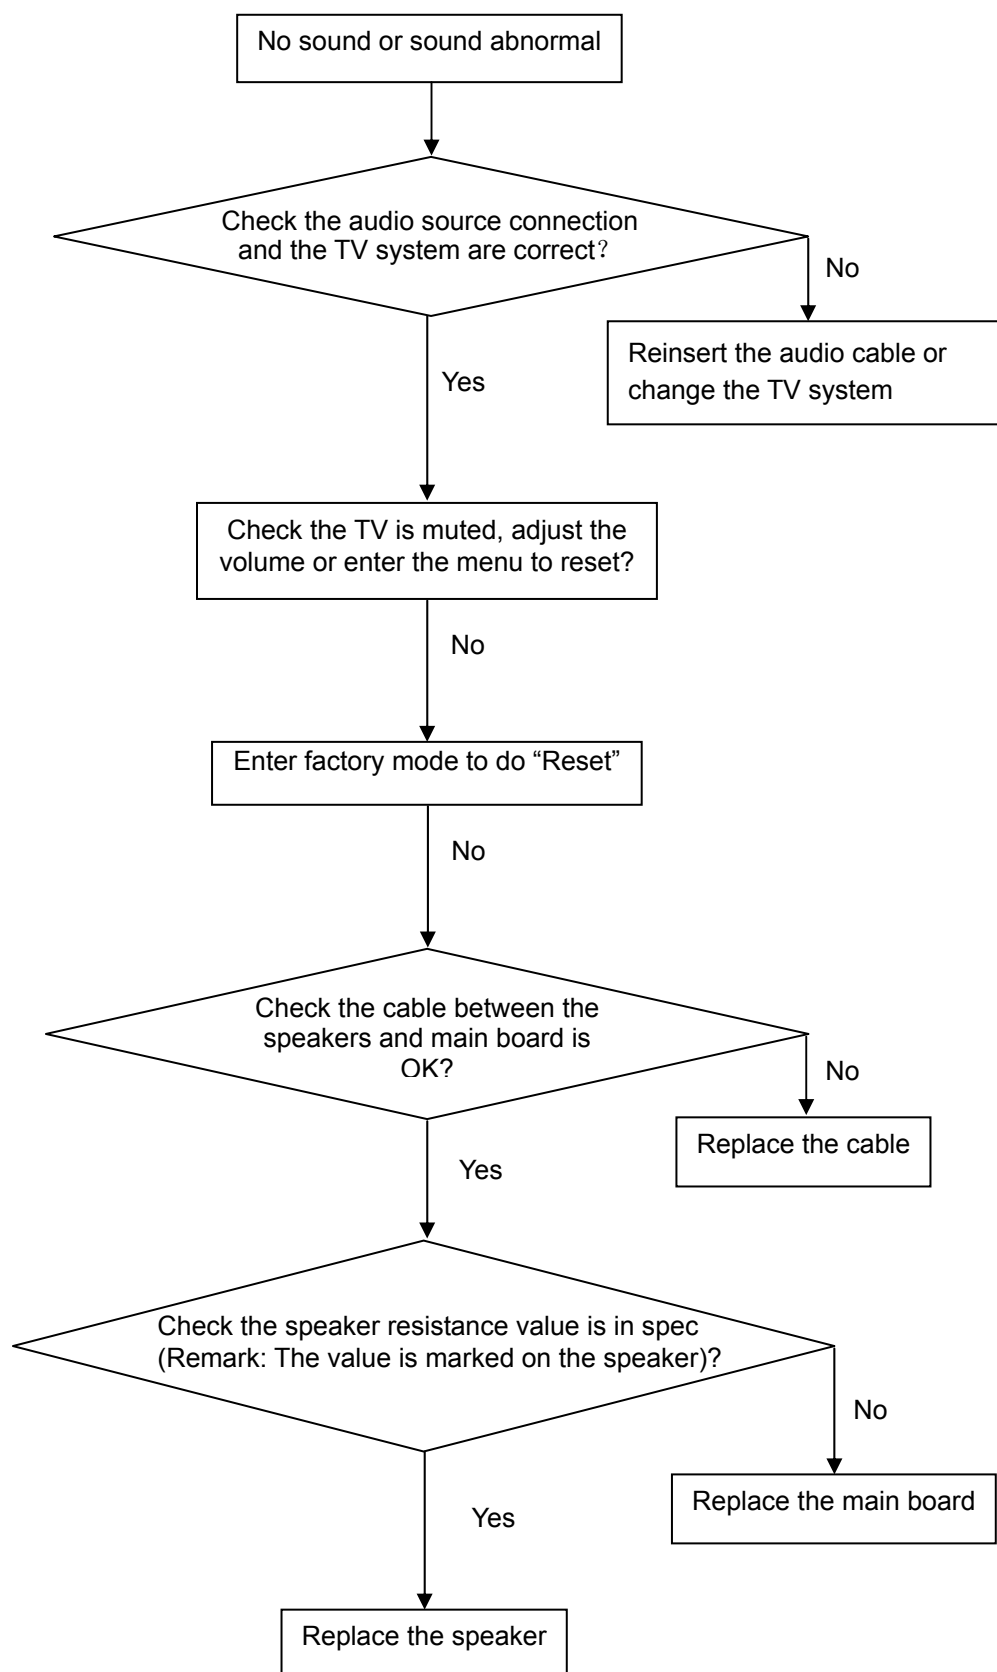 No sound or sound abnormal
Check the audio source connection
and the TV system are correct？
No
Reinsert the audio cable or
change the TV system
Yes
Check the TV is muted, adjust the
volume or enter the menu to reset?
No
Enter factory mode to do “Reset”
No
Check the cable between the
speakers and main board is
OK?
No
Replace the cable
Yes
Check the speaker resistance value is in spec
(Remark: The value is marked on the speaker)?
No
Replace the main board
Yes
Replace the speaker